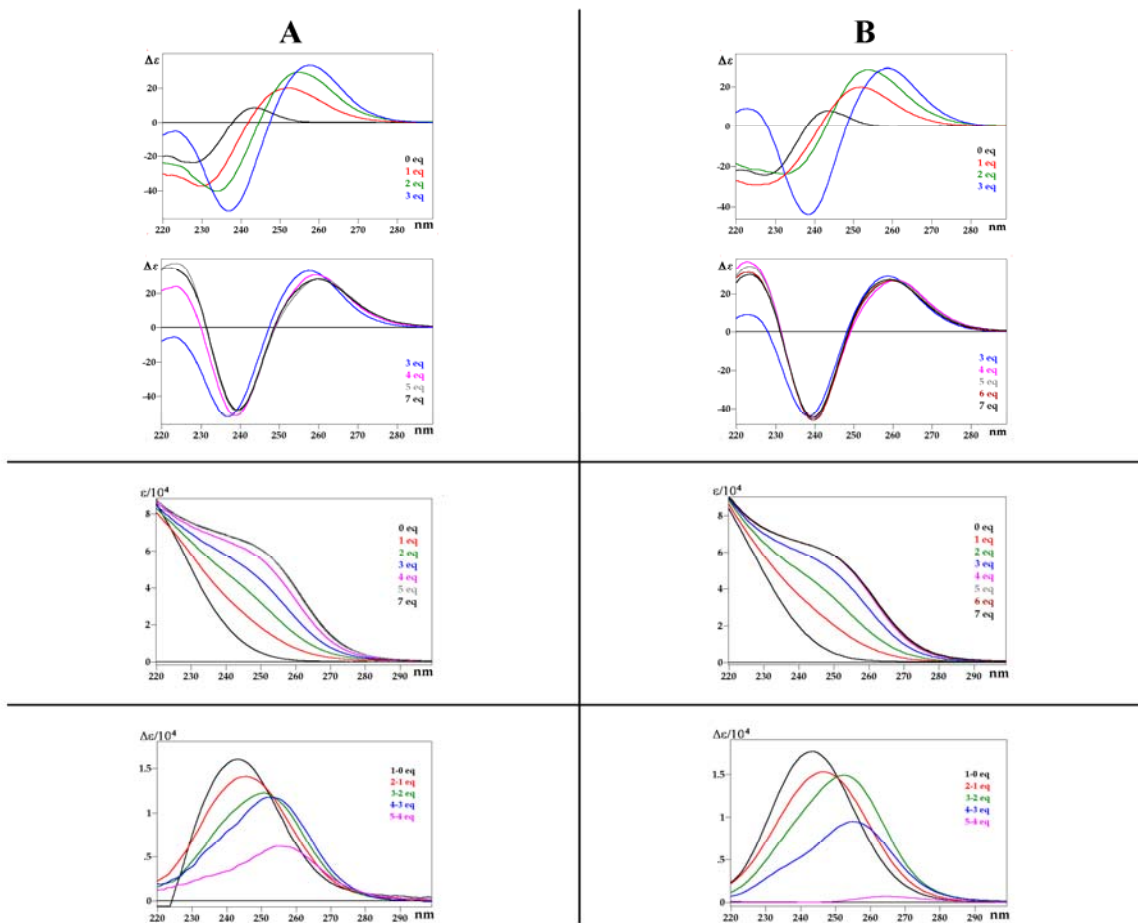 A
B
Δε
20
0
-20
-40
0 eq
1 eq
2 eq
3 eq
220 230 240 250 260 270 280 nm
Δε
20
0
-20
-40
0 eq
1 eq
2 eq
3 eq
220 230 240 250 260 270 280 nm
Δε
20
0
-20
-40
3 eq
4 eq
5 eq
7 eq
220 230 240 250 260 270 280 nm
Δε
20
0
-20
-40
3 eq
4 eq
5 eq
6 eq
7 eq
220 230 240 250 260 270 280 nm
ε/10⁴
8
6
4
2
0
0 eq
1 eq
2 eq
3 eq
4 eq
5 eq
7 eq
220 230 240 250 260 270 280 290 nm
ε/10⁴
8
6
4
2
0
0 eq
1 eq
2 eq
3 eq
4 eq
5 eq
6 eq
7 eq
220 230 240 250 260 270 280 290 nm
Δε/10⁴
1.5
1
.5
0
1-0 eq
2-1 eq
3-2 eq
4-3 eq
5-4 eq
220 230 240 250 260 270 280 290 nm
Δε/10⁴
1.5
1
.5
0
1-0 eq
2-1 eq
3-2 eq
4-3 eq
5-4 eq
220 230 240 250 260 270 280 290 nm